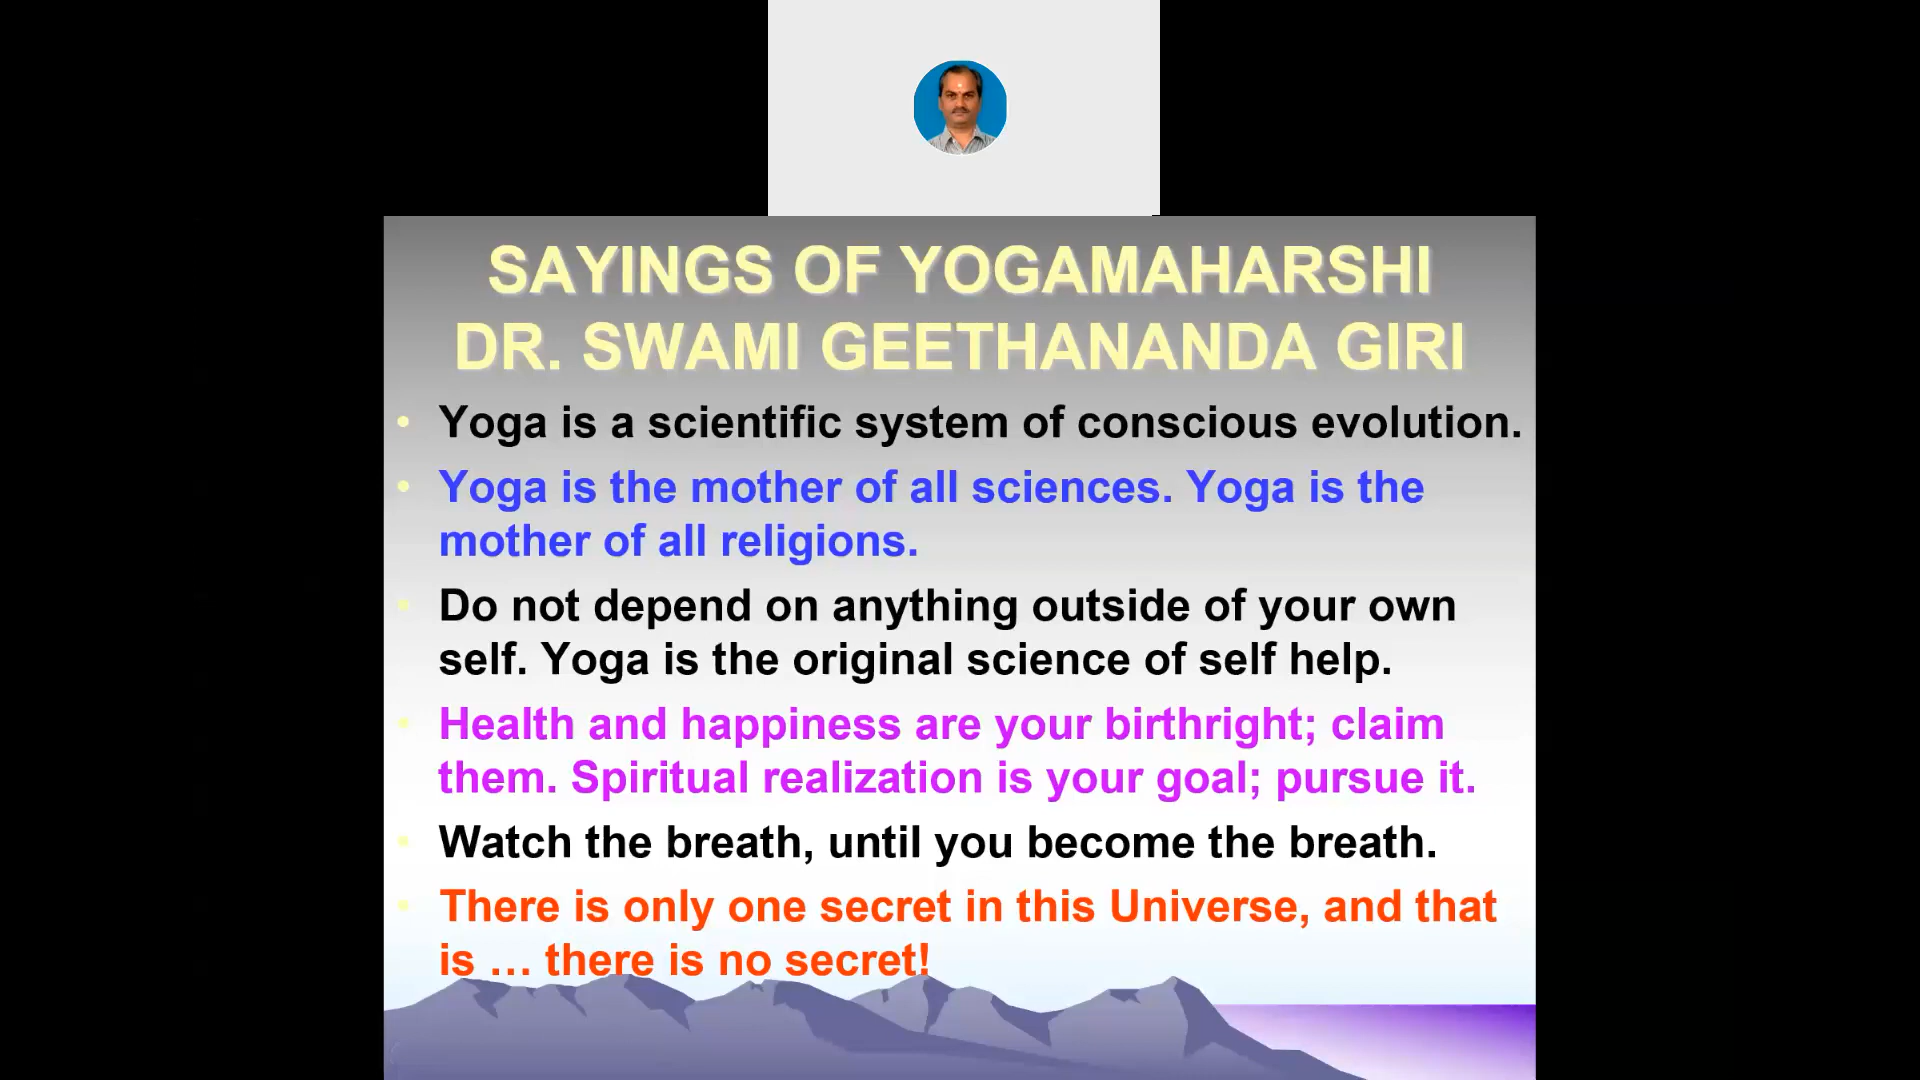 SAYINGS OF YOGAMAHARSHI
DR. SWAMI GEETHANANDA GIRI
• Yoga is a scientific system of conscious evolution.
• Yoga is the mother of all sciences. Yoga is the
mother of all religions.
• Do not depend on anything outside of your own
self. Yoga is the original science of self help.
• Health and happiness are your birthright; claim
them. Spiritual realization is your goal; pursue it.
• Watch the breath, until you become the breath.
• There is only one secret in this Universe, and that
is … there is no secret!